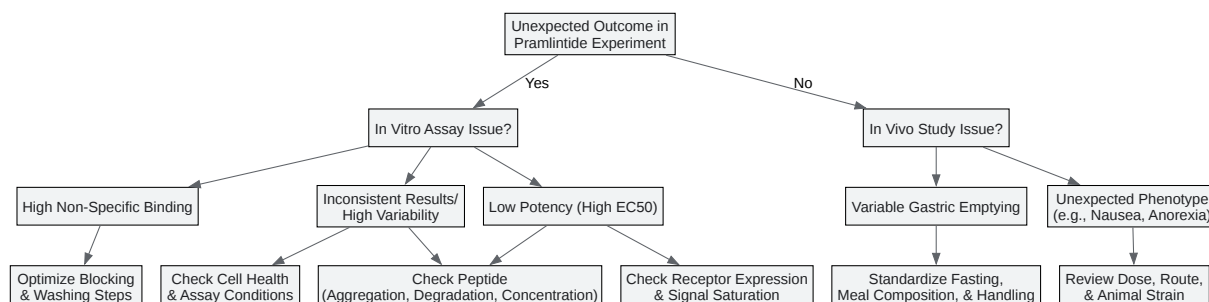 Unexpected Outcome in
Pramlintide Experiment
Yes
No
In Vitro Assay Issue?
In Vivo Study Issue?
High Non-Specific Binding
Inconsistent Results/
High Variability
Low Potency (High EC50)
Variable Gastric Emptying
Unexpected Phenotype
(e.g., Nausea, Anorexia)
Optimize Blocking
& Washing Steps
Check Cell Health
& Assay Conditions
Check Peptide
(Aggregation, Degradation, Concentration)
Check Receptor Expression
& Signal Saturation
Standardize Fasting,
Meal Composition, & Handling
Review Dose, Route,
& Animal Strain